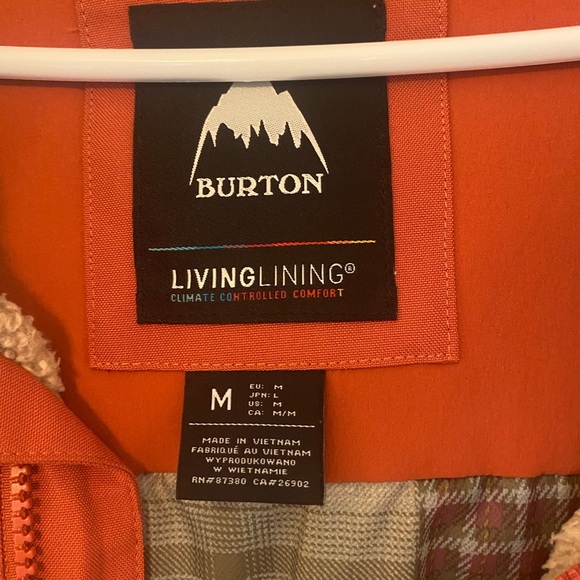 BURTON
LIVINGLINING®
CLIMATE CONTROLLED COMFORT
M
EU: M
JPN: L
US: M
CA: M/M
MADE IN VIETNAM
FABRIQUÉ AU VIETNAM
WYPRODUKOWANO
W WIETNAMIE
RN#87380 CA#26902